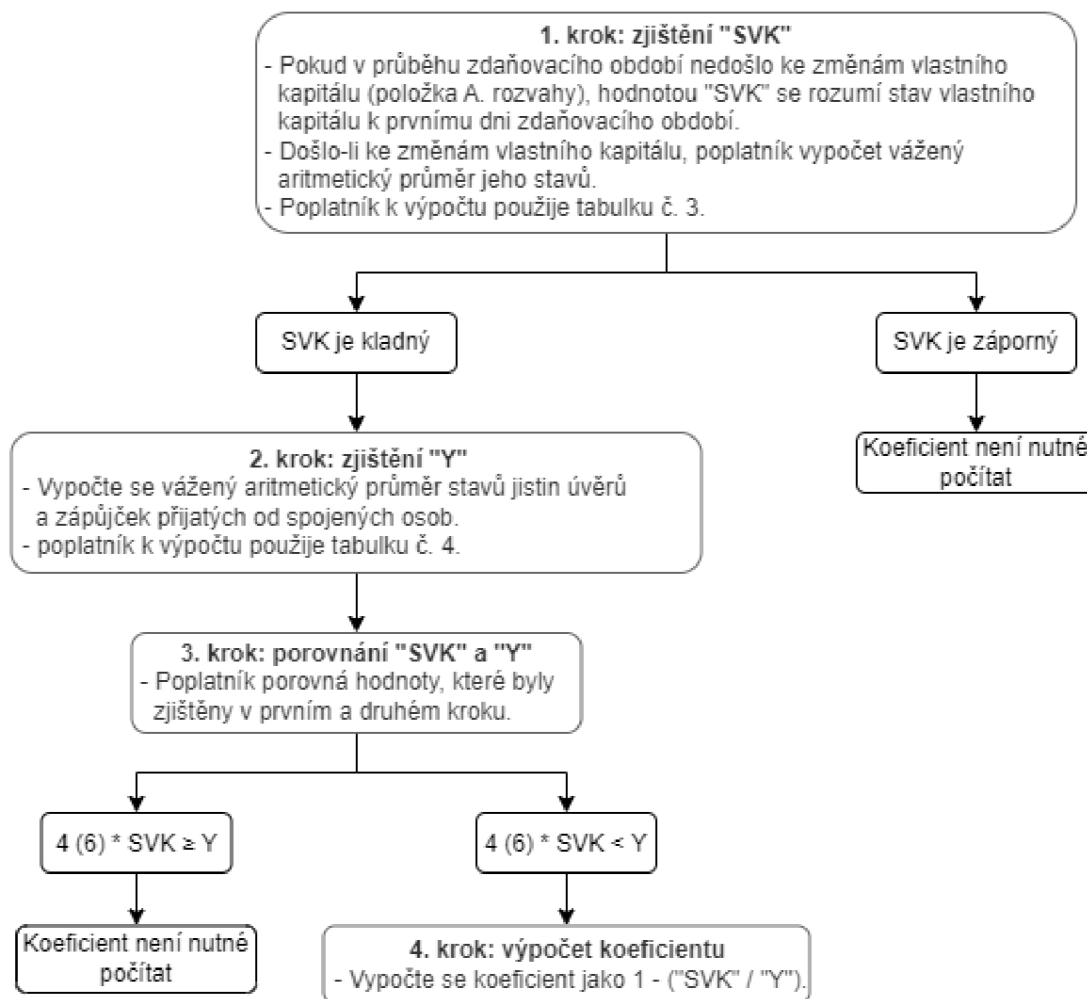 1. krok: zjištění "SVK"
- Pokud v průběhu zdaňovacího období nedošlo ke změnám vlastního
kapitálu (položka A. rozvahy), hodnotou "SVK" se rozumí stav vlastního
kapitálu k prvnímu dni zdaňovacího období.
- Došlo-li ke změnám vlastního kapitálu, poplatník vypočet vážený
aritmetický průměr jeho stavů.
- Poplatník k výpočtu použije tabulku č. 3.
SVK je kladný
SVK je záporný
2. krok: zjištění "Y"
- Vypočte se vážený aritmetický průměr stavů jistin úvěrů
a zápůjček přijatých od spojených osob.
- poplatník k výpočtu použije tabulku č. 4.
Koeficient není nutné
počítat
3. krok: porovnání "SVK" a "Y"
- Poplatník porovná hodnoty, které byly
zjištěny v prvním a druhém kroku.
4 (6) * SVK ≥ Y
4 (6) * SVK < Y
Koeficient není nutné
počítat
4. krok: výpočet koeficientu
- Vypočte se koeficient jako 1 - ("SVK" / "Y").